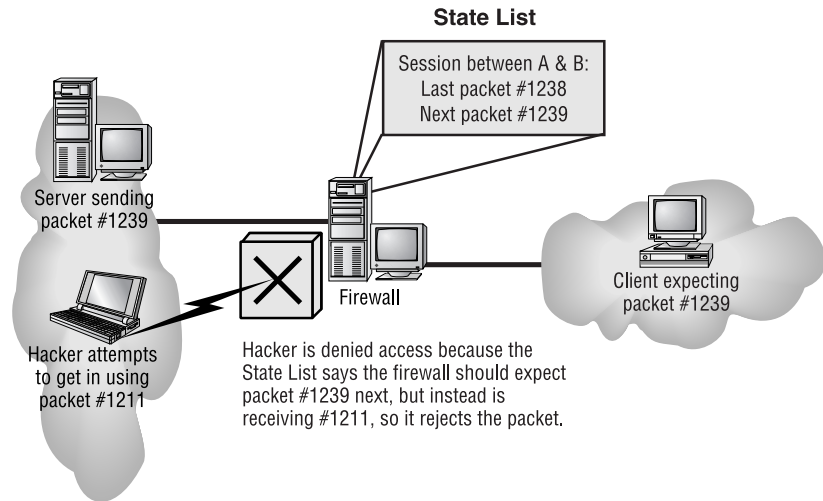 State List
Session between A & B:
Last packet #1238
Next packet #1239
Server sending
packet #1239
Hacker attempts
to get in using
packet #1211
Firewall
Client expecting
packet #1239
Hacker is denied access because the
State List says the firewall should expect
packet #1239 next, but instead is
receiving #1211, so it rejects the packet.